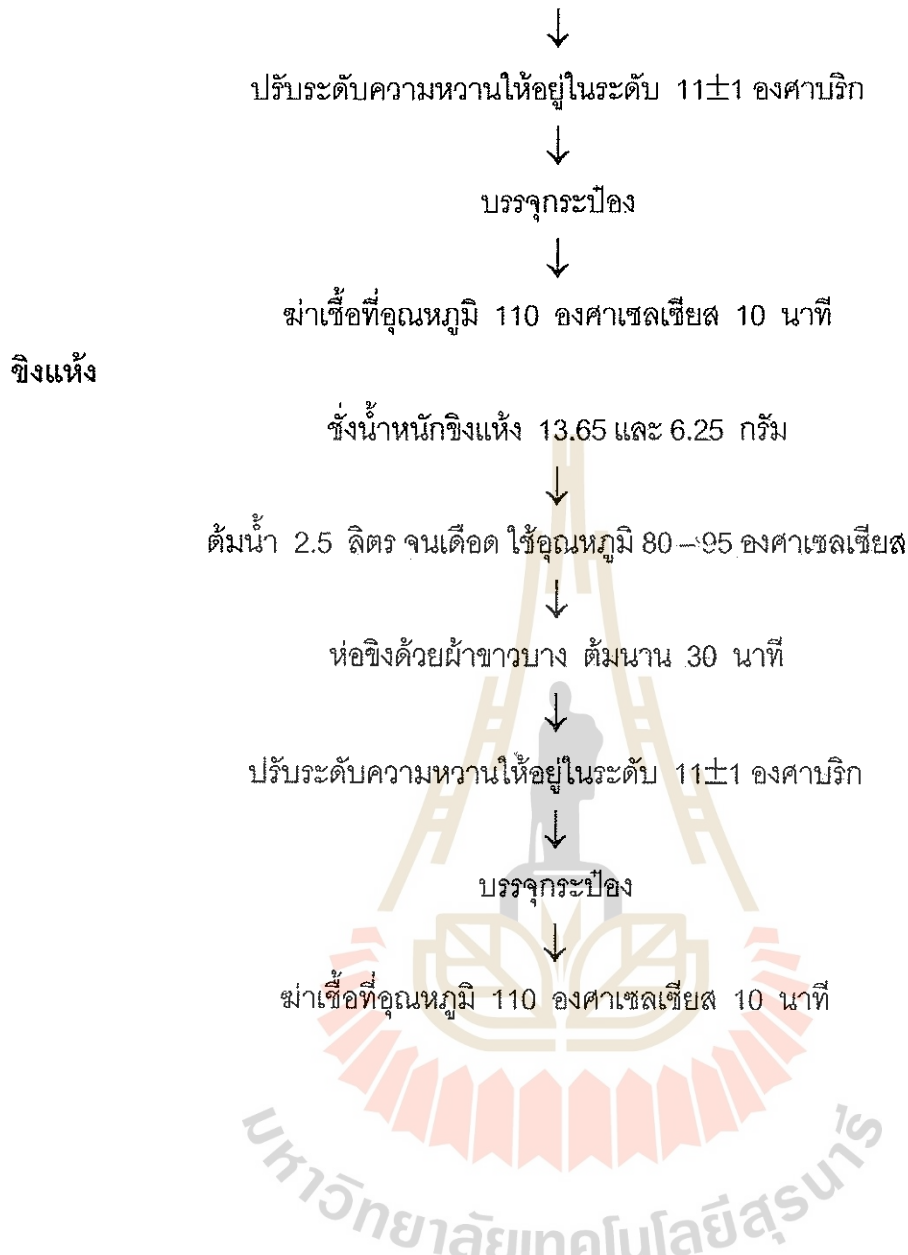 ↓
ปรับระดับความหวานให้อยู่ในระดับ 11±1 องศาบริก
↓
บรรจุกระป๋อง
↓
ฆ่าเชื้อที่อุณหภูมิ 110 องศาเซลเซียส 10 นาที
ขิงแห้ง
ชั่งน้ำหนักขิงแห้ง 13.65 และ 6.25 กรัม
↓
ต้มน้ำ 2.5 ลิตร จนเดือด ใช้อุณหภูมิ 80 – 95 องศาเซลเซียส
↓
ห่อขิงด้วยผ้าขาวบาง ต้มนาน 30 นาที
↓
ปรับระดับความหวานให้อยู่ในระดับ 11±1 องศาบริก
↓
บรรจุกระป๋อง
↓
ฆ่าเชื้อที่อุณหภูมิ 110 องศาเซลเซียส 10 นาที
มหาวิทยาลัยเทคโนโลยีสุรนารี